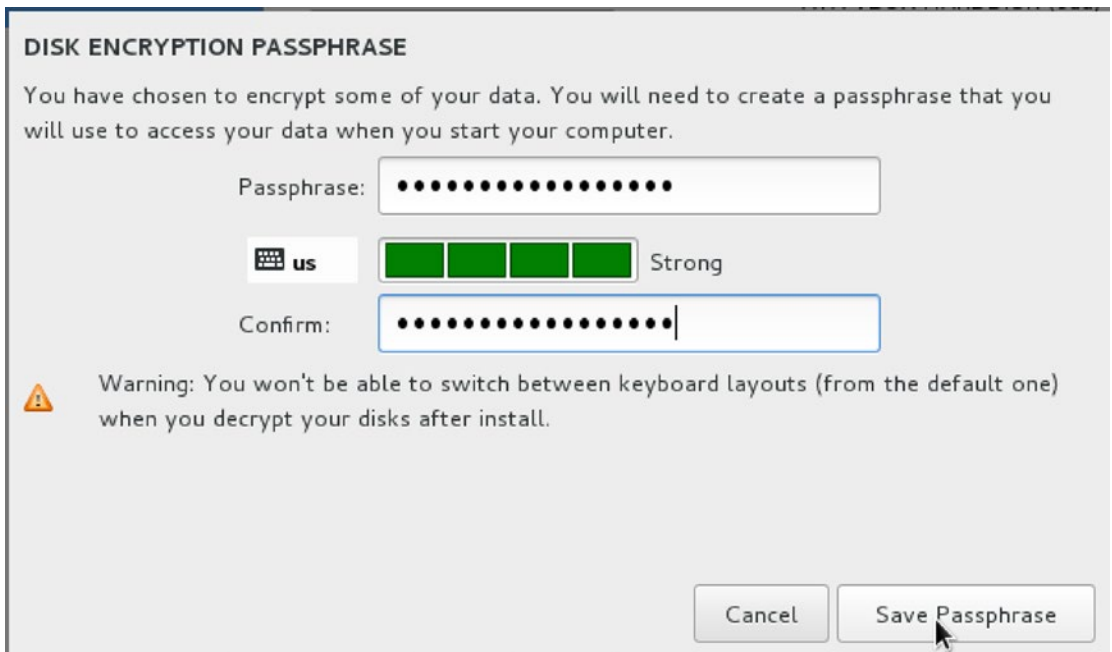 DISK ENCRYPTION PASSPHRASE
You have chosen to encrypt some of your data. You will need to create a passphrase that you
will use to access your data when you start your computer.
Passphrase: •••••••••••••••••
us Strong
Confirm: •••••••••••••••••
Warning: You won't be able to switch between keyboard layouts (from the default one)
when you decrypt your disks after install.
Cancel Save Passphrase